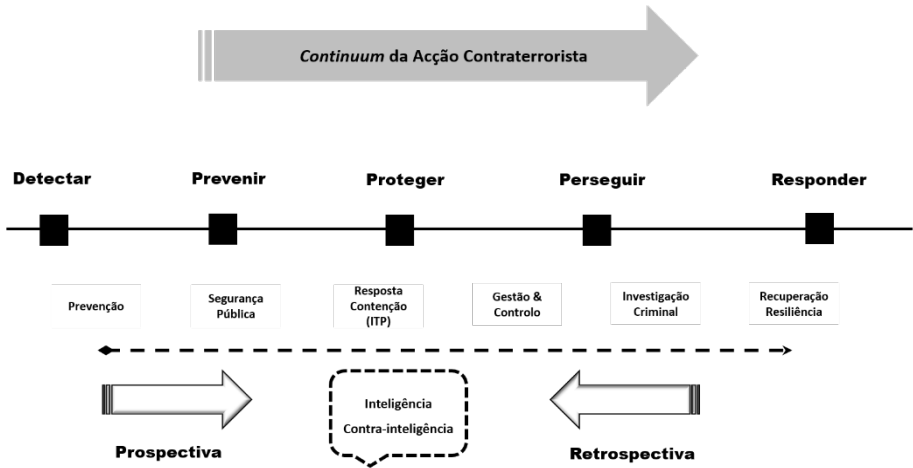 Continuum da Acção Contraterrorista
Detectar
Prevenir
Proteger
Perseguir
Responder
Prevenção
Segurança
Pública
Resposta
Contenção
(ITP)
Gestão &
Controlo
Investigação
Criminal
Recuperação
Resiliência
Inteligência
Contra-inteligência
Prospectiva
Retrospectiva